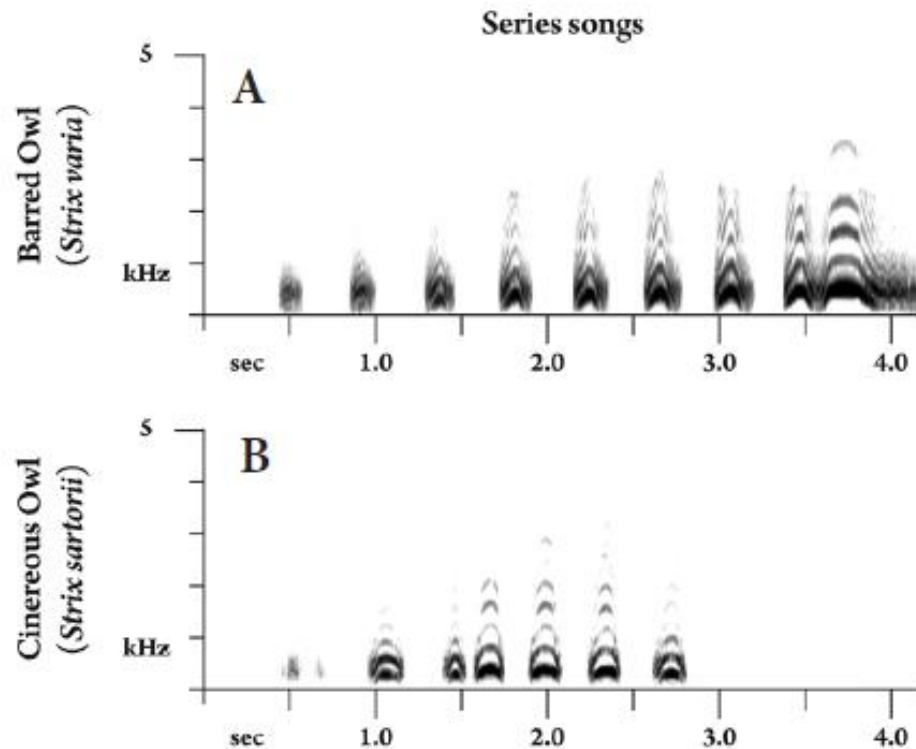 Series songs
Barred Owl
((Strix varia)
5
A
kHz
sec 1.0 2.0 3.0 4.0
Cinereous Owl
(Strix sartorii)
5
B
kHz
sec 1.0 2.0 3.0 4.0